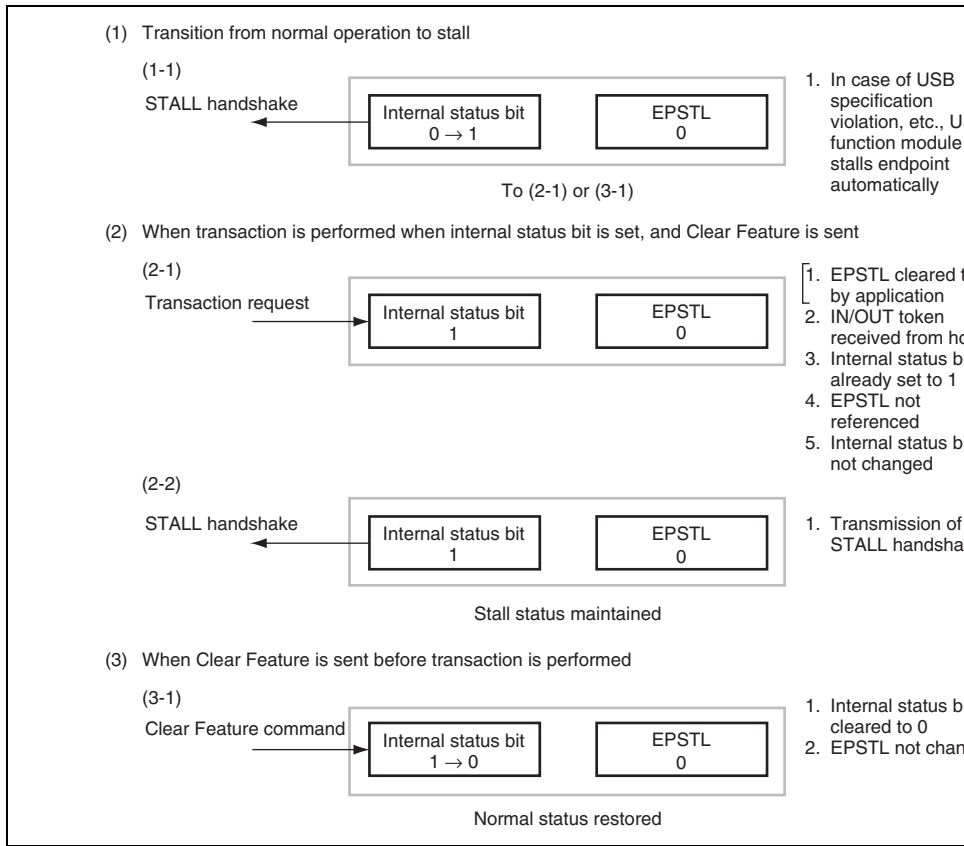 (1) Transition from normal operation to stall
(1-1)
STALL handshake
Internal status bit
0 → 1
EPSTL
0
To (2-1) or (3-1)
1. In case of USB
specification
violation, etc.,
function module
stalls endpoint
automatically
(2) When transaction is performed when internal status bit is set, and Clear Feature is sent
(2-1)
Transaction request
Internal status bit
1
EPSTL
0
1. EPSTL cleared
by application
2. IN/OUT token
received from
3. Internal status
already set to 1
4. EPSTL not
referenced
5. Internal status
not changed
(2-2)
STALL handshake
Internal status bit
1
EPSTL
0
Stall status maintained
1. Transmission of
STALL
(3) When Clear Feature is sent before transaction is performed
(3-1)
Clear Feature command
Internal status bit
1 → 0
EPSTL
0
Normal status restored
1. Internal status
cleared to 0
2. EPSTL not